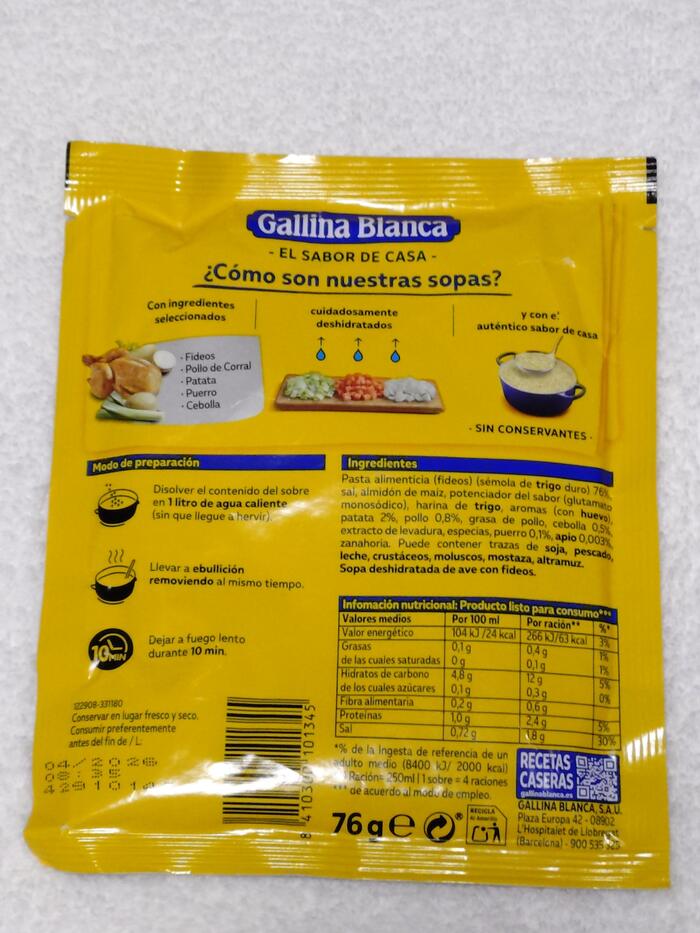 Gallina Blanca
- EL SABOR DE CASA -
¿Cómo son nuestras sopas?
Con ingredientes
seleccionados
· Fideos
· Pollo de Corral
· Patata
· Puerro
· Cebolla
cuidadosamente
deshidratados
y con el
auténtico sabor de casa
· SIN CONSERVANTES ·
Modo de preparación
Disolver el contenido del sobre
en 1 litro de agua caliente
(sin que llegue a hervir).
Llevar a ebullición
removiendo al mismo tiempo.
10 MIN
Dejar a fuego lento
durante 10 min.
Ingredientes
Pasta alimenticia (fideos) (sémola de trigo duro) 76%,
sal, almidón de maíz, potenciador del sabor (glutamato
monosódico), harina de trigo, aromas (con huevo),
patata 2%, pollo 0,8%, grasa de pollo, cebolla 0,5%,
extracto de levadura, especias, puerro 0,1%, apio 0,003%,
zanahoria. Puede contener trazas de soja, pescado,
leche, crustáceos, moluscos, mostaza, altramuz.
Sopa deshidratada de ave con fideos.
Infomación nutricional: Producto listo para consumo***
Valores medios Por 100 ml Por ración** %*
Valor energético 104 kJ/24 kcal 266 kJ/63 kcal 3%
Grasas 0,1 g 0,4 g 1%
de las cuales saturadas 0 g 0,1 g 1%
Hidratos de carbono 4,8 g 12 g 5%
de los cuales azúcares 0,1 g 0,3 g 0%
Fibra alimentaria 0,2 g 0,6 g
Proteínas 1,0 g 2,4 g 5%
Sal 0,72 g 1,8 g 30%
*% de la Ingesta de referencia de un
adulto medio (8400 kJ/ 2000 kcal)
**Ración= 250ml | 1 sobre = 4 raciones
*** de acuerdo al modo de empleo.
RECETAS
CASERAS
gallinablanca.es
122908-331180
Conservar en lugar fresco y seco.
Consumir preferentemente
antes del fin de / L:
04/2026
101345
76 g e
RECICLA
Al Amarillo
GALLINA BLANCA, S.A.U.
Plaza Europa 42 - 08902
L'Hospitalet de Llobregat
(Barcelona) - 900 535 325